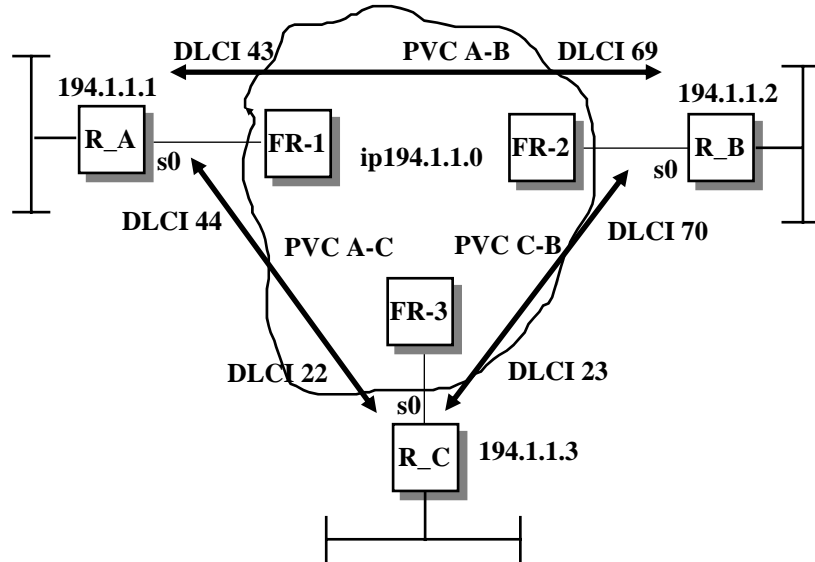 DLCI 43
PVC A-B
DLCI 69
194.1.1.1
194.1.1.2
R_A
FR-1
ip194.1.1.0
FR-2
R_B
s0
s0
DLCI 44
DLCI 70
PVC A-C
PVC C-B
FR-3
DLCI 22
DLCI 23
s0
R_C
194.1.1.3